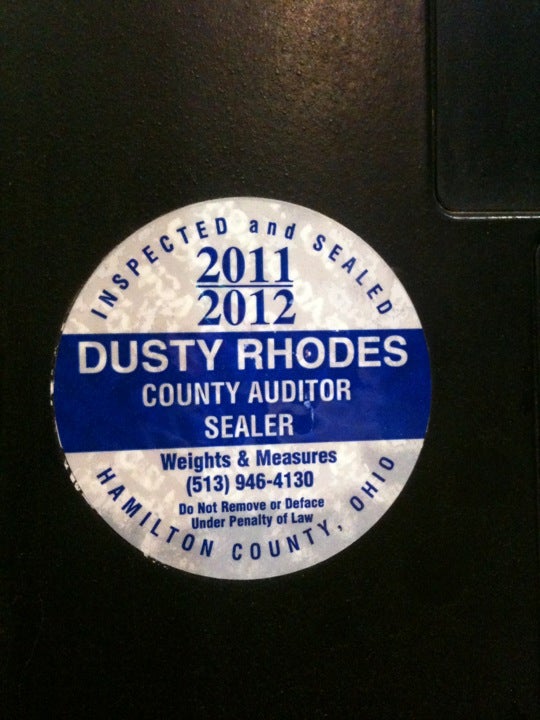 INSPECTED and SEALED
2011
2012
DUSTY RHODES
COUNTY AUDITOR
SEALER
Weights & Measures
(513) 946-4130
Do Not Remove or Deface
Under Penalty of Law
HAMILTON COUNTY, OHIO